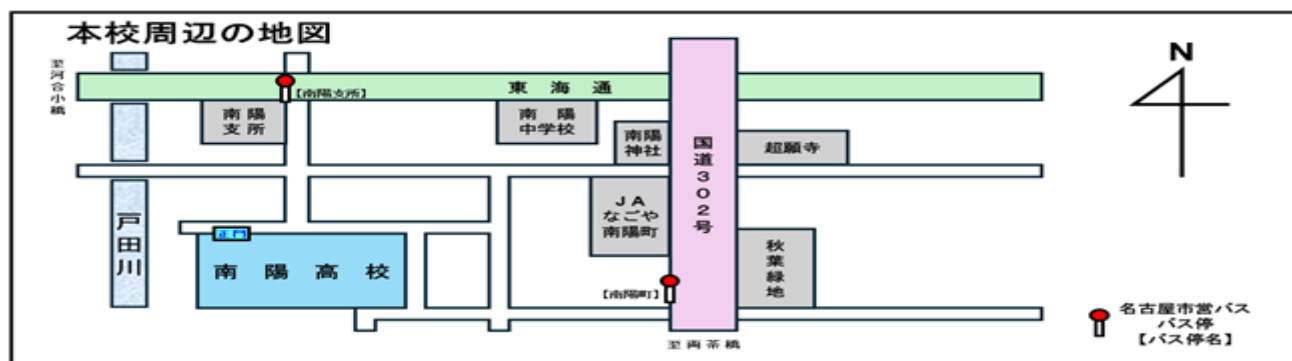 本校周辺の地図
至河合小橋
【南陽支所】
東海通
南陽
支所
南陽
中学校
南陽
神社
国道302号
超願寺
N
JA
なごや
南陽町
戸田川
正門
南陽高校
秋葉緑地
【南陽町】
名古屋市営バス
バス停
【バス停名】
至両茶橋